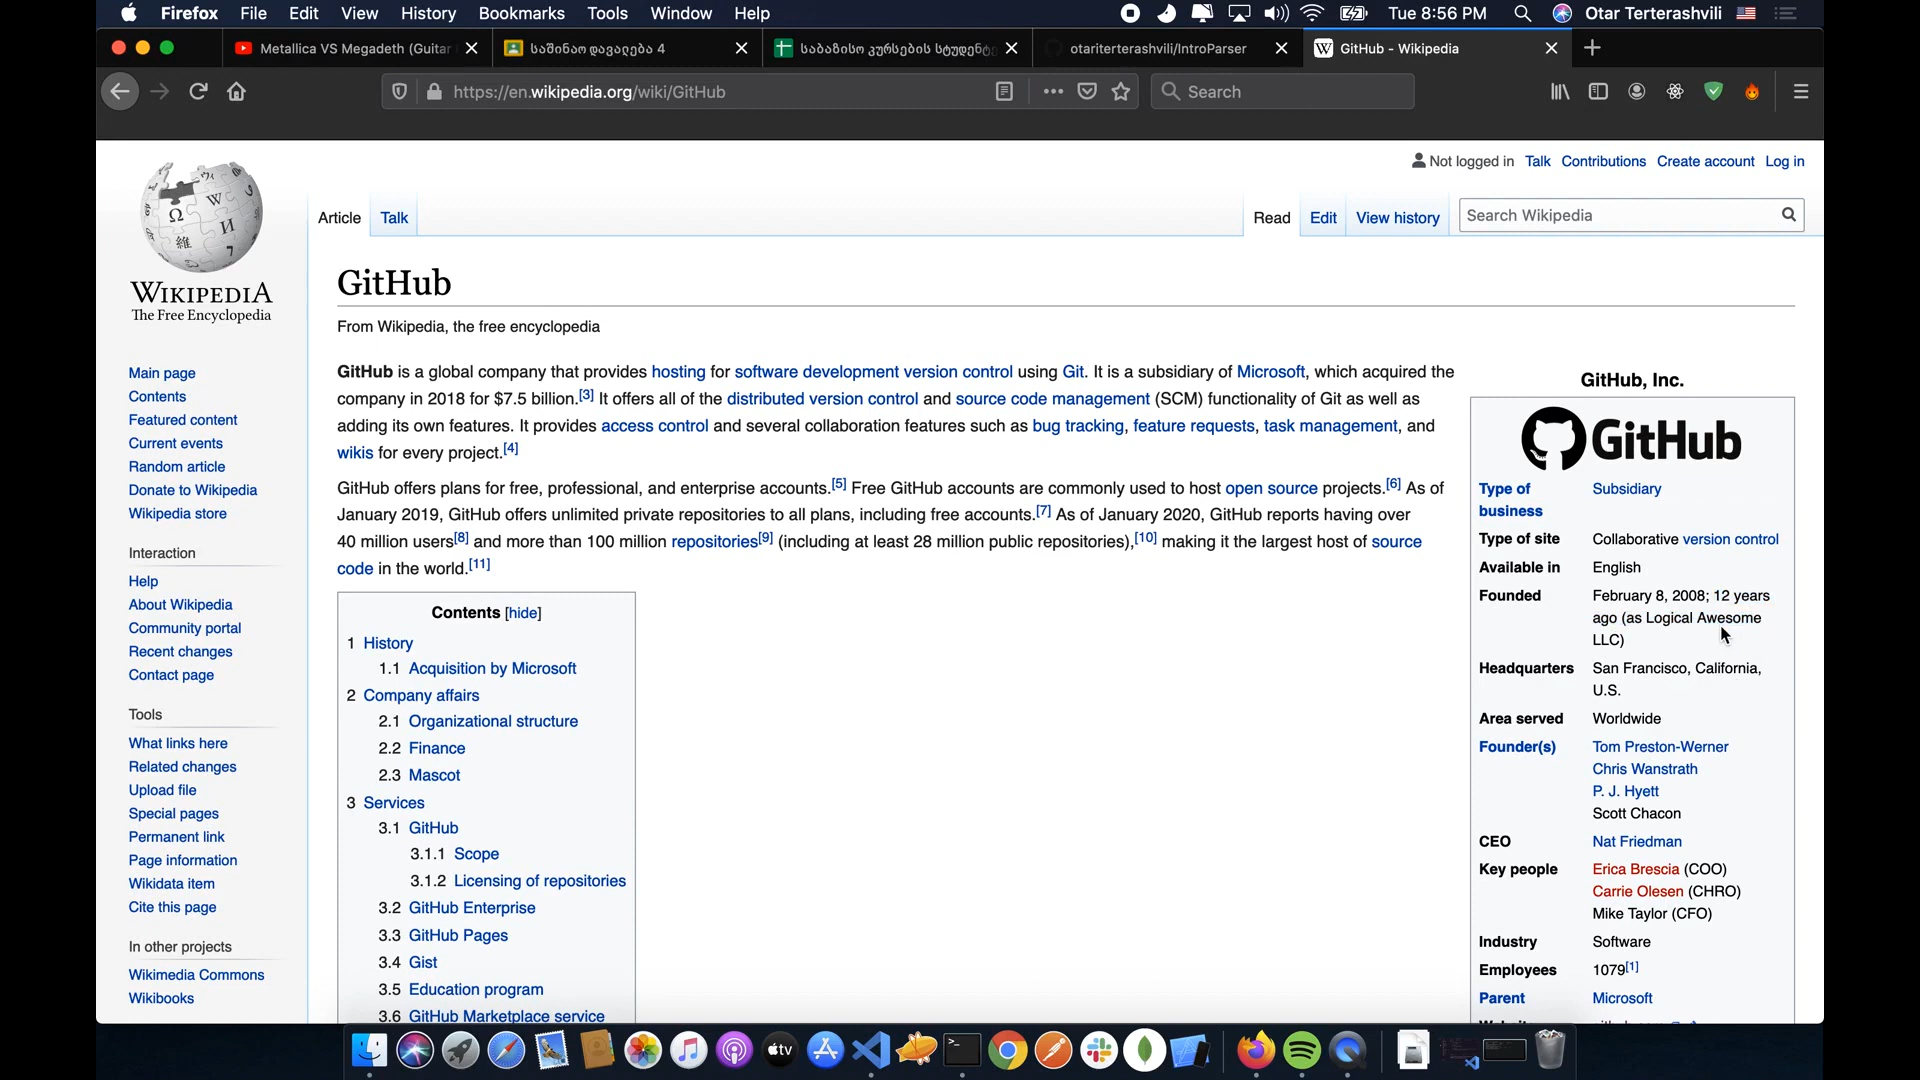 Firefox File Edit View History Bookmarks Tools Window Help
Tue 8:56 PM Otar Terterashvili
Metallica VS Megadeth (Guitar
საშინაო დავალება 4
საბაზისო კურსების სტუდენტ
otariterterashvili/IntroParser
GitHub - Wikipedia
https://en.wikipedia.org/wiki/GitHub
Search
Not logged in Talk Contributions Create account Log in
WIKIPEDIA
The Free Encyclopedia
Article Talk
Read Edit View history Search Wikipedia
Main page
Contents
Featured content
Current events
Random article
Donate to Wikipedia
Wikipedia store
Interaction
Help
About Wikipedia
Community portal
Recent changes
Contact page
Tools
What links here
Related changes
Upload file
Special pages
Permanent link
Page information
Wikidata item
Cite this page
In other projects
Wikimedia Commons
Wikibooks
GitHub
From Wikipedia, the free encyclopedia
GitHub is a global company that provides hosting for software development version control using Git. It is a subsidiary of Microsoft, which acquired the
company in 2018 for $7.5 billion.[3] It offers all of the distributed version control and source code management (SCM) functionality of Git as well as
adding its own features. It provides access control and several collaboration features such as bug tracking, feature requests, task management, and
wikis for every project.[4]
GitHub offers plans for free, professional, and enterprise accounts.[5] Free GitHub accounts are commonly used to host open source projects.[6] As of
January 2019, GitHub offers unlimited private repositories to all plans, including free accounts.[7] As of January 2020, GitHub reports having over
40 million users[8] and more than 100 million repositories[9] (including at least 28 million public repositories),[10] making it the largest host of source
code in the world.[11]
Contents [hide]
1 History
1.1 Acquisition by Microsoft
2 Company affairs
2.1 Organizational structure
2.2 Finance
2.3 Mascot
3 Services
3.1 GitHub
3.1.1 Scope
3.1.2 Licensing of repositories
3.2 GitHub Enterprise
3.3 GitHub Pages
3.4 Gist
3.5 Education program
3.6 GitHub Marketplace service
GitHub, Inc.
GitHub
Type of Subsidiary
business
Type of site Collaborative version control
Available in English
Founded February 8, 2008; 12 years
ago (as Logical Awesome
LLC)
Headquarters San Francisco, California,
U.S.
Area served Worldwide
Founder(s) Tom Preston-Werner
Chris Wanstrath
P. J. Hyett
Scott Chacon
CEO Nat Friedman
Key people Erica Brescia (COO)
Carrie Olesen (CHRO)
Mike Taylor (CFO)
Industry Software
Employees 1079[1]
Parent Microsoft
tv